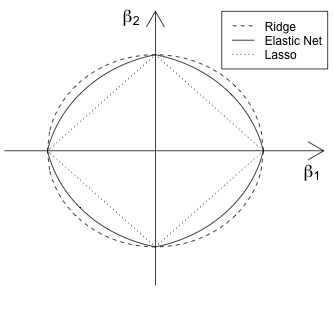 β2
Ridge
Elastic Net
Lasso
β1